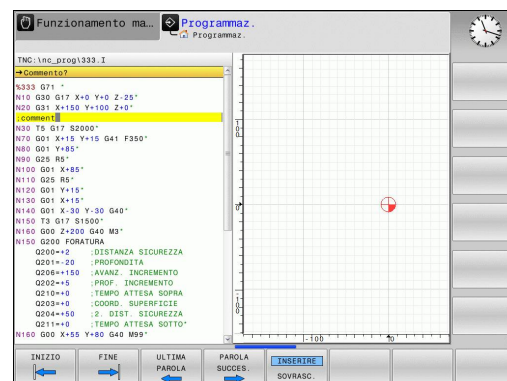 Funzionamento ma...
Programmaz.
Programmaz.
TNC:\nc_prog\333.I
→Commento?
%333 G71 *
N10 G30 G17 X+0 Y+0 Z-25*
N20 G31 X+150 Y+100 Z+0*
;comment
N30 T5 G17 S2000*
N70 G01 X+15 Y+15 G41 F350*
N80 G01 Y+85*
N90 G25 R5*
N100 G01 X+85*
N110 G25 R5*
N120 G01 Y+15*
N130 G01 X+15*
N140 G01 X-30 Y-30 G40*
N150 T3 G17 S1500*
N160 G00 Z+200 G40 M3*
N150 G200 FORATURA
Q200=+2 ;DISTANZA SICUREZZA
Q201=-20 ;PROFONDITA
Q206=+150 ;AVANZ. INCREMENTO
Q202=+5 ;PROF. INCREMENTO
Q210=+0 ;TEMPO ATTESA SOPRA
Q203=+0 ;COORD. SUPERFICIE
Q204=+50 ;2. DIST. SICUREZZA
Q211=+0 ;TEMPO ATTESA SOTTO*
N160 G00 X+55 Y+80 G40 M99*
100
0
-100
-100
0
INIZIO
FINE
ULTIMA PAROLA
PAROLA SUCCES.
INSERIRE
SOVRASC.